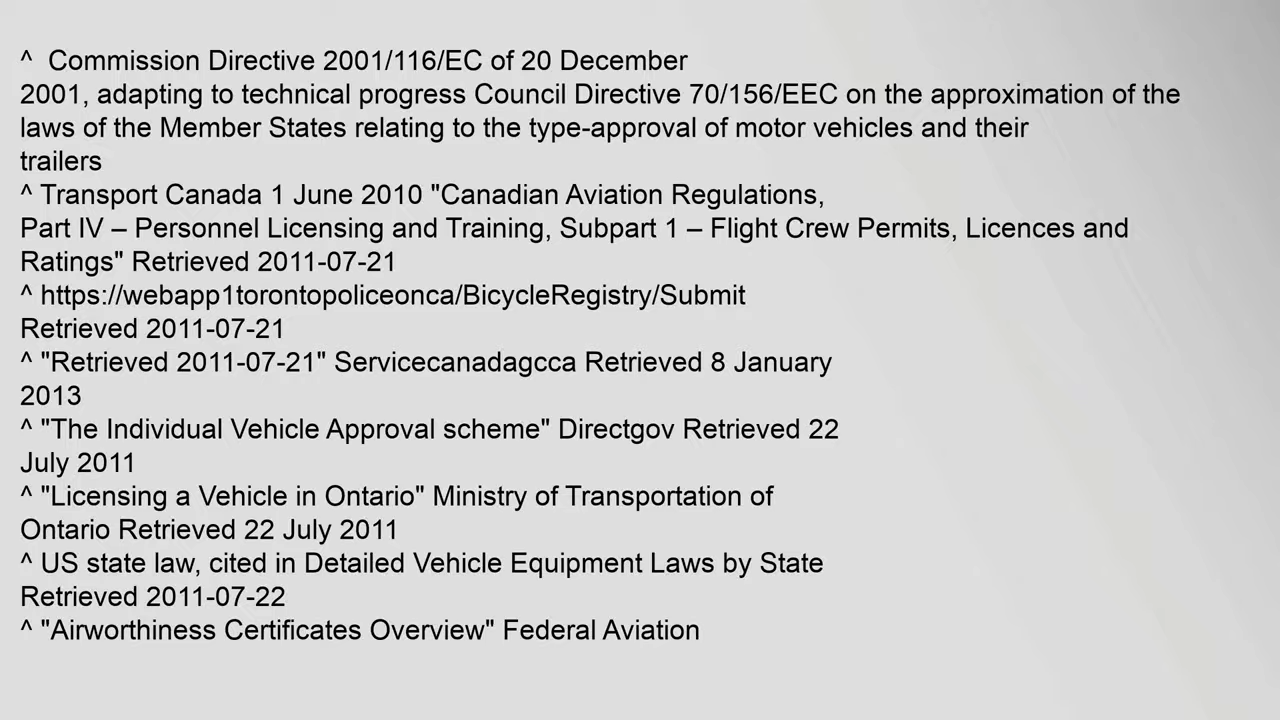 ^  Commission Directive 2001/116/EC of 20 December
2001, adapting to technical progress Council Directive 70/156/EEC on the approximation of the
laws of the Member States relating to the type-approval of motor vehicles and their
trailers
^ Transport Canada 1 June 2010 "Canadian Aviation Regulations,
Part IV – Personnel Licensing and Training, Subpart 1 – Flight Crew Permits, Licences and
Ratings" Retrieved 2011-07-21
^ https://webapp1torontopoliceonca/BicycleRegistry/Submit
Retrieved 2011-07-21
^ "Retrieved 2011-07-21" Servicecanadagcca Retrieved 8 January
2013
^ "The Individual Vehicle Approval scheme" Directgov Retrieved 22
July 2011
^ "Licensing a Vehicle in Ontario" Ministry of Transportation of
Ontario Retrieved 22 July 2011
^ US state law, cited in Detailed Vehicle Equipment Laws by State
Retrieved 2011-07-22
^ "Airworthiness Certificates Overview" Federal Aviation